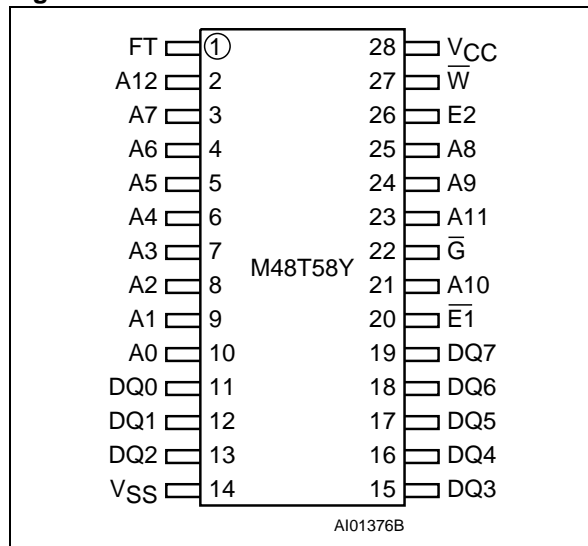 FT 1 28 VCC
A12 2 27 W̅
A7 3 26 E2
A6 4 25 A8
A5 5 24 A9
A4 6 23 A11
A3 7 22 G̅
M48T58Y
A2 8 21 A10
A1 9 20 E̅1̅
A0 10 19 DQ7
DQ0 11 18 DQ6
DQ1 12 17 DQ5
DQ2 13 16 DQ4
VSS 14 15 DQ3
AI01376B